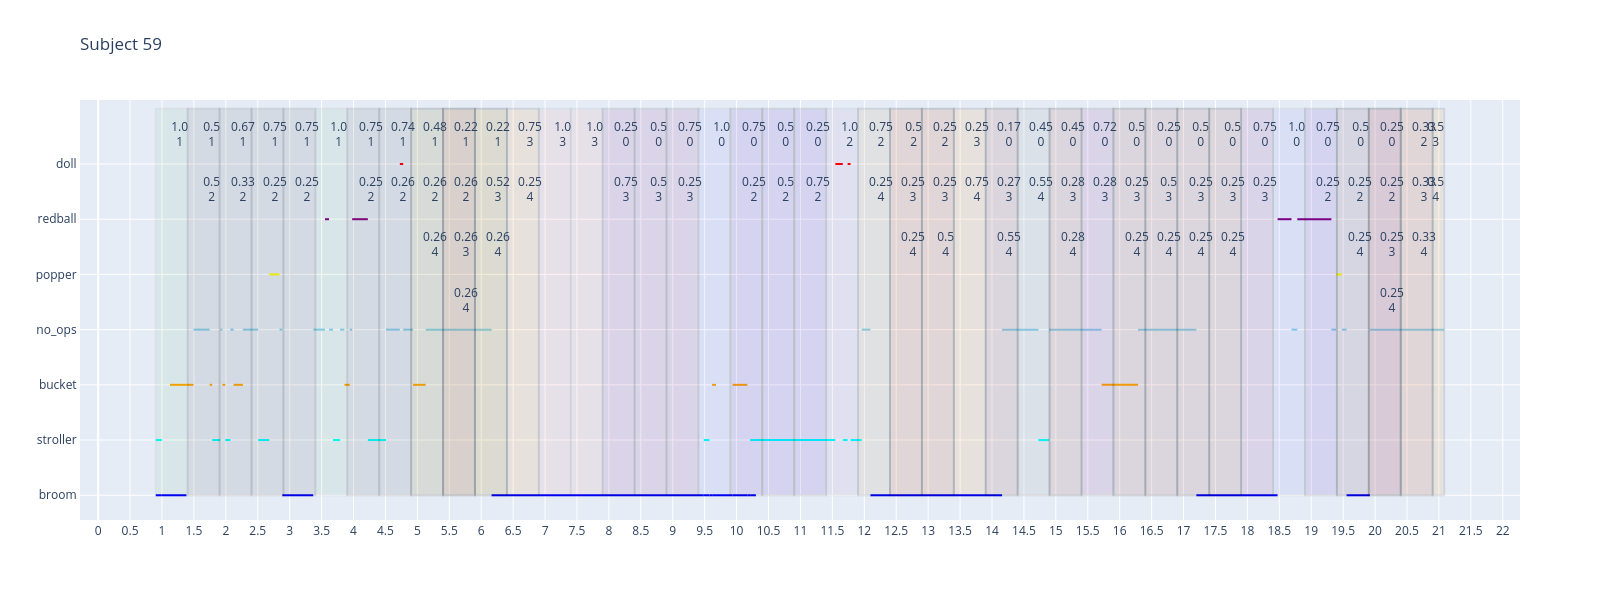 Subject 59
1.0 0.5 0.67 0.75 0.75 1.0 0.75 0.74 0.48 0.22 0.22 0.75 1.0 1.0 0.25 0.5 0.75 1.0 0.75 0.5 0.25 1.0 0.75 0.5 0.25 0.25 0.17 0.45 0.45 0.72 0.5 0.25 0.5 0.5 0.75 1.0 0.75 0.5 0.25 0.33 0.5
1 1 1 1 1 1 1 1 1 1 1 3 3 3 0 0 0 0 0 0 0 2 2 2 2 3 0 0 0 0 0 0 0 0 0 0 0 0 0 2 3
doll
0.5 0.33 0.25 0.25 0.25 0.26 0.26 0.26 0.52 0.25 0.75 0.5 0.25 0.25 0.5 0.75 0.25 0.25 0.25 0.75 0.27 0.55 0.28 0.28 0.25 0.5 0.25 0.25 0.25 0.25 0.25 0.25 0.33 0.5
2 2 2 2 2 2 2 2 3 4 3 3 3 2 2 2 4 3 3 4 3 4 3 3 3 3 3 3 3 2 2 2 3 4
redball
0.26 0.26 0.26 0.25 0.5 0.55 0.28 0.25 0.25 0.25 0.25 0.25 0.25 0.33
4 3 4 4 4 4 4 4 4 4 4 4 3 4
popper
0.26 0.25
4 4
no_ops
bucket
stroller
broom
0 0.5 1 1.5 2 2.5 3 3.5 4 4.5 5 5.5 6 6.5 7 7.5 8 8.5 9 9.5 10 10.5 11 11.5 12 12.5 13 13.5 14 14.5 15 15.5 16 16.5 17 17.5 18 18.5 19 19.5 20 20.5 21 21.5 22